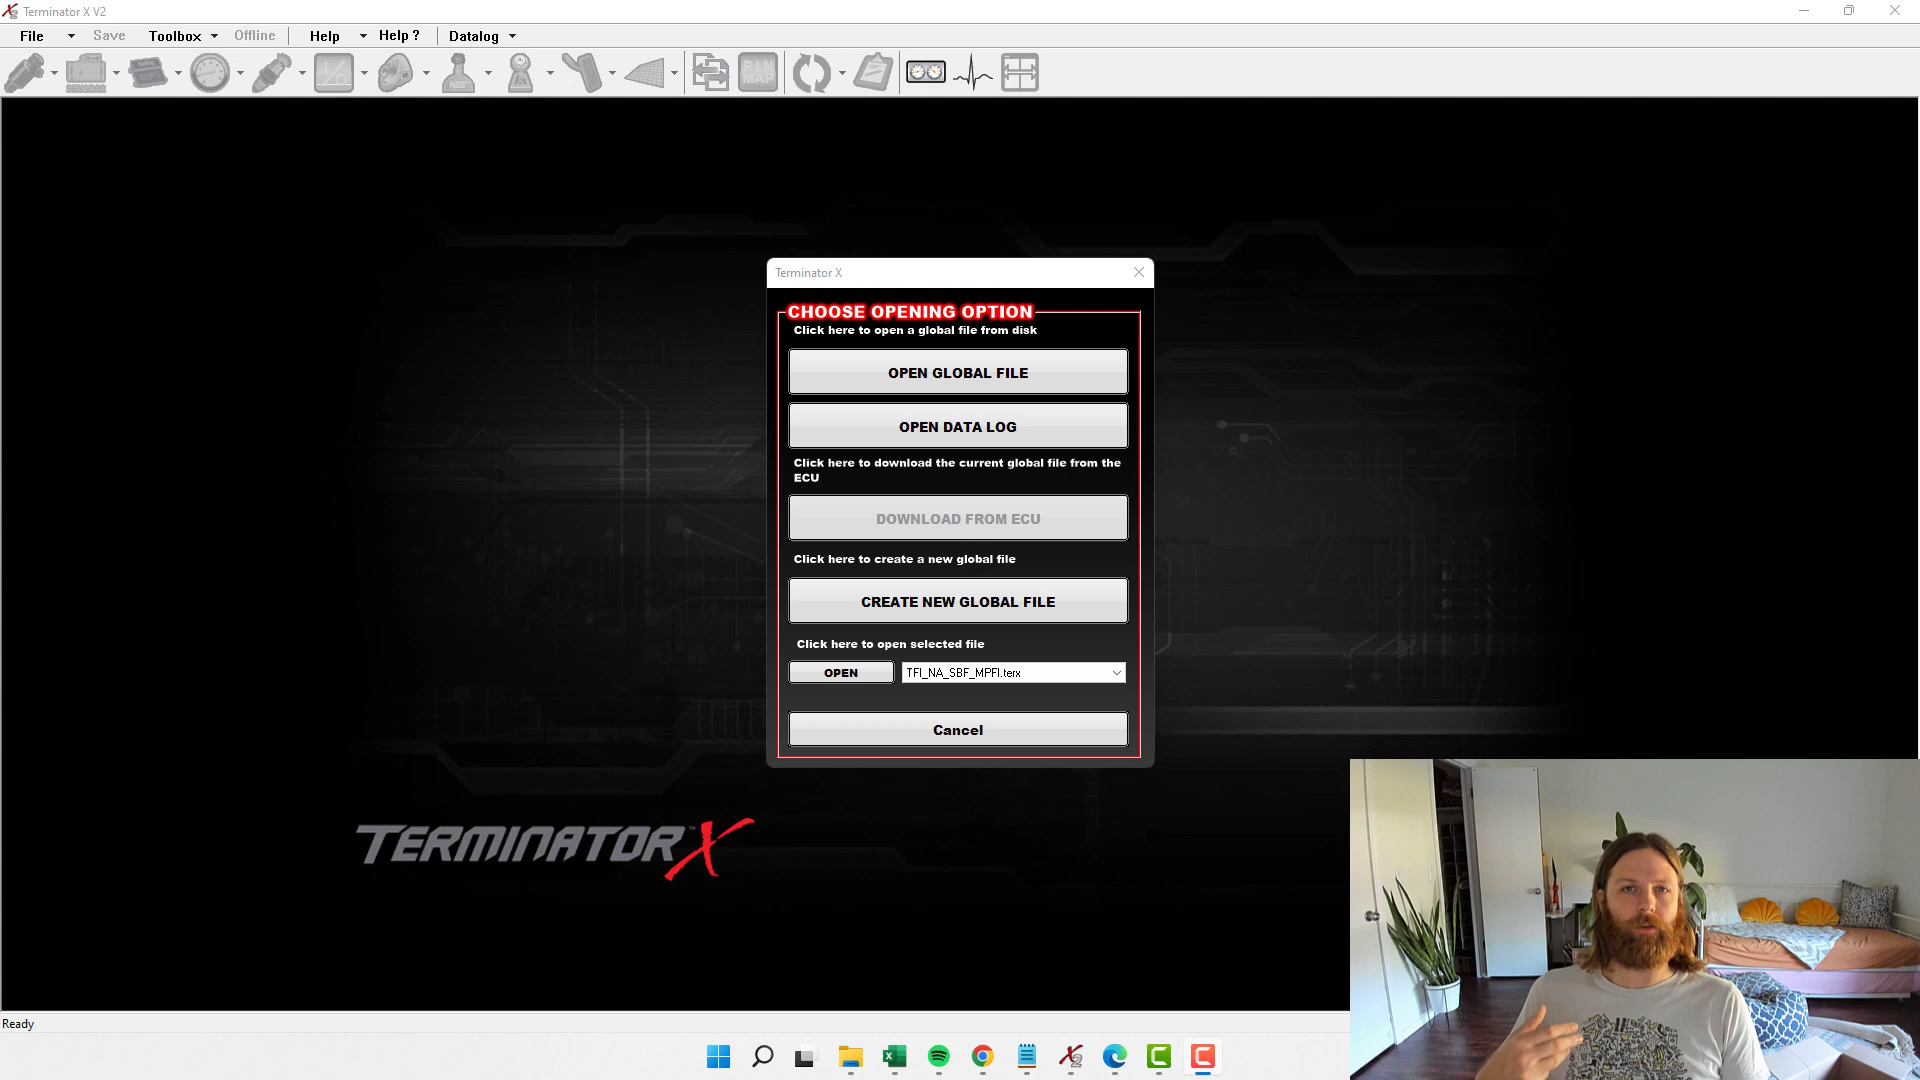 Terminator X V2
File Save Toolbox Offline Help Help ? Datalog
SENSORS
PIN
MAP
Terminator X
CHOOSE OPENING OPTION
Click here to open a global file from disk
OPEN GLOBAL FILE
OPEN DATA LOG
Click here to download the current global file from the
ECU
DOWNLOAD FROM ECU
Click here to create a new global file
CREATE NEW GLOBAL FILE
Click here to open selected file
OPEN TFI_NA_SBF_MPFI.terx
Cancel
TERMINATOR X
Ready